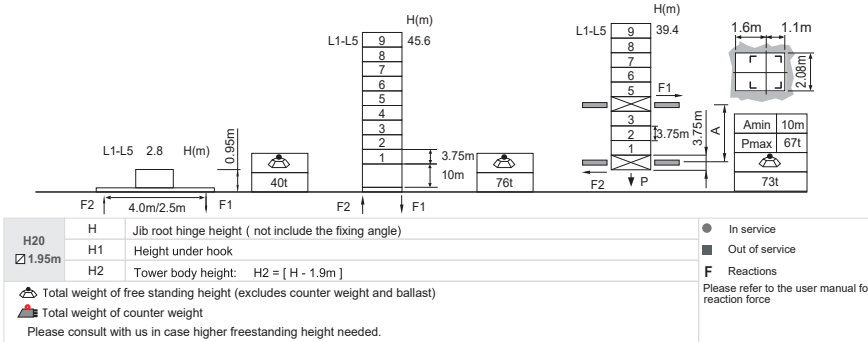 L1-L5 2.8 H(m)
0.95m
F2 4.0m/2.5m F1
40t
H(m)
L1-L5 9 45.6
8
7
6
5
4
3
2
1
3.75m
10m
F2 F1
76t
H(m)
L1-L5 9 39.4
8
7
6
5
F1
3
2
1
3.75m
3.75m
A
F2 P
1.6m 1.1m
2.08m
Amin 10m
Pmax 67t
73t
H20
1.95m
H Jib root hinge height ( not include the fixing angle)
H1 Height under hook
H2 Tower body height: H2 = [ H - 1.9m ]
Total weight of free standing height (excludes counter weight and ballast)
Total weight of counter weight
Please consult with us in case higher freestanding height needed.
In service
Out of service
F Reactions
Please refer to the user manual fo
reaction force